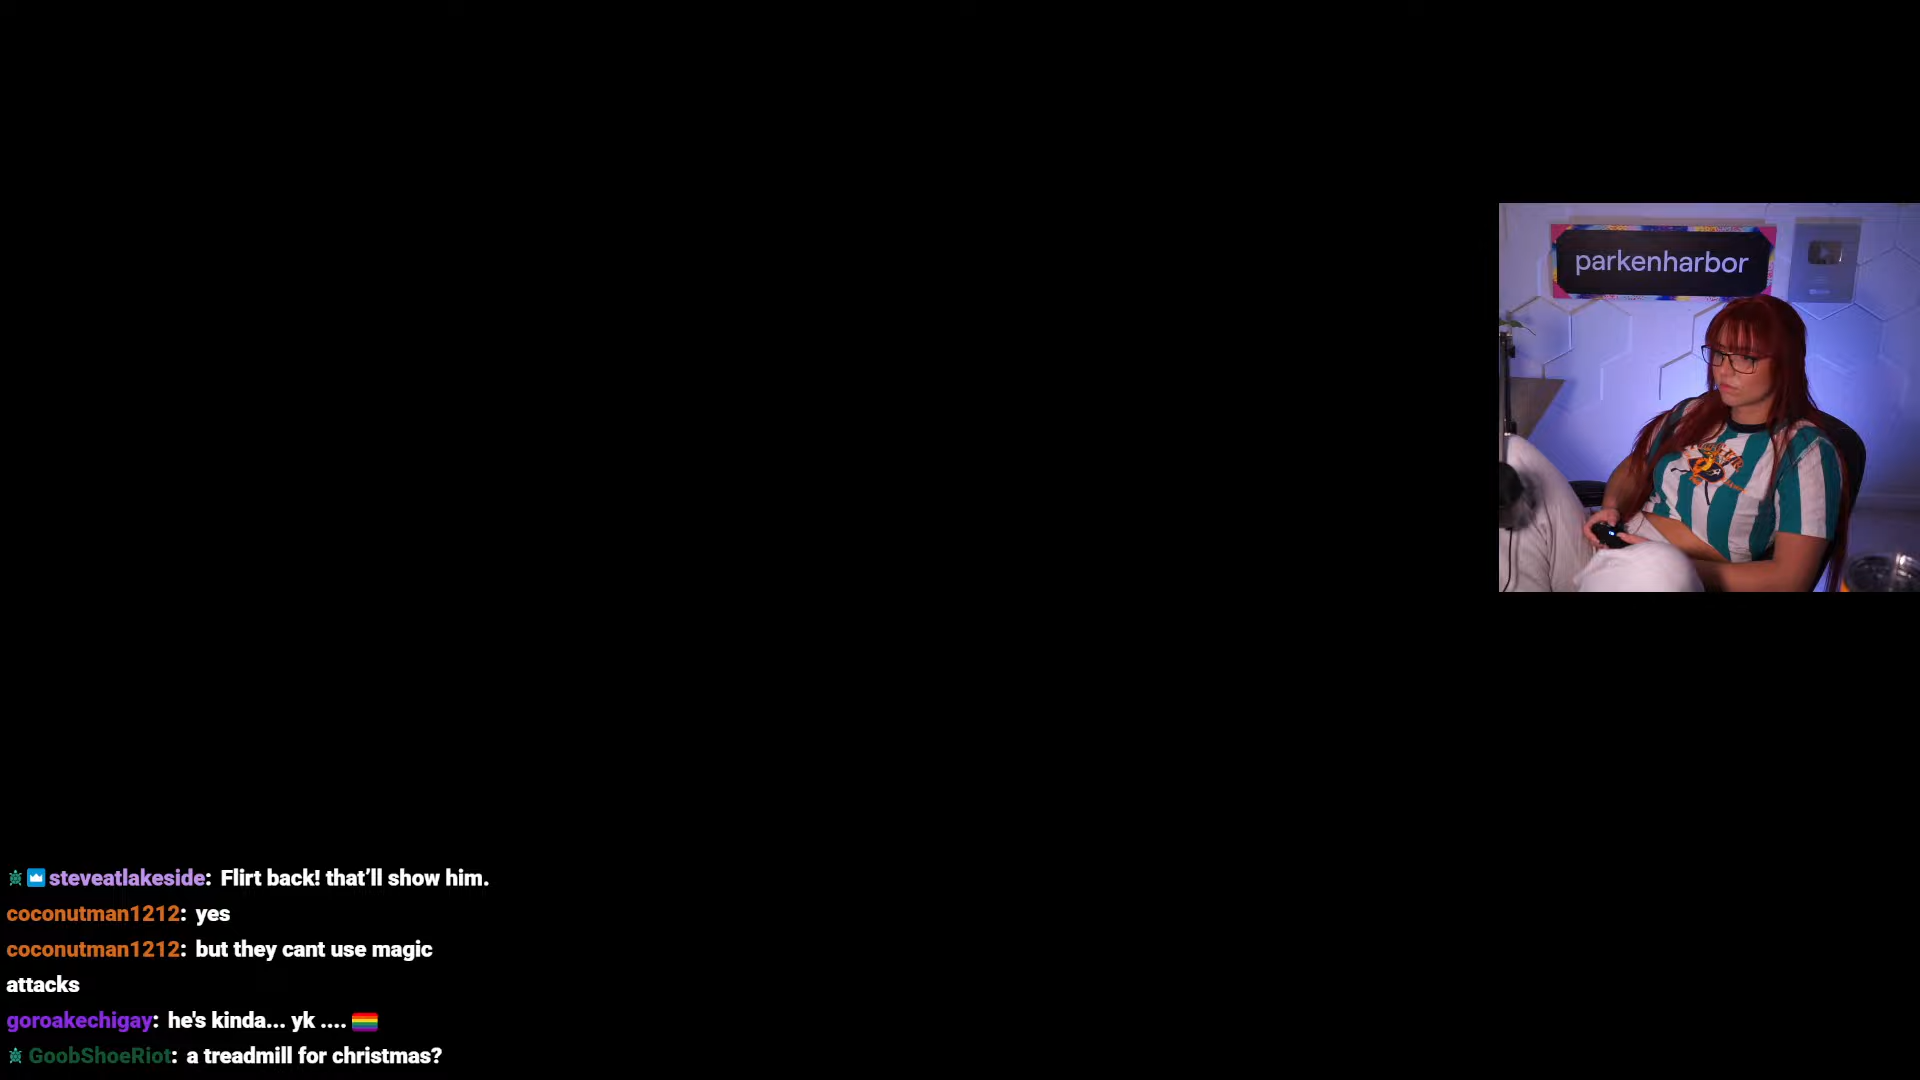 parkenharbor
steveatlakeside: Flirt back! that’ll show him.
coconutman1212: yes
coconutman1212: but they cant use magic
attacks
goroakechigay: he's kinda... yk ....
GoobShoeRiot: a treadmill for christmas?